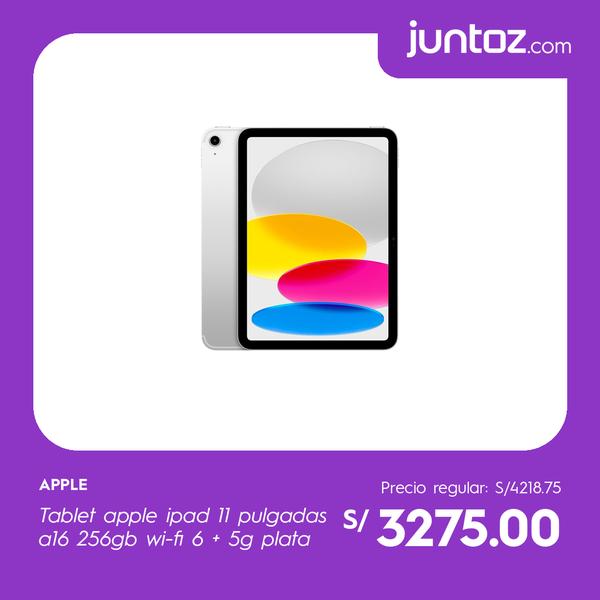 juntoz.com
APPLE
Tablet apple ipad 11 pulgadas
a16 256gb wi-fi 6 + 5g plata
Precio regular: S/4218.75
S/ 3275.00